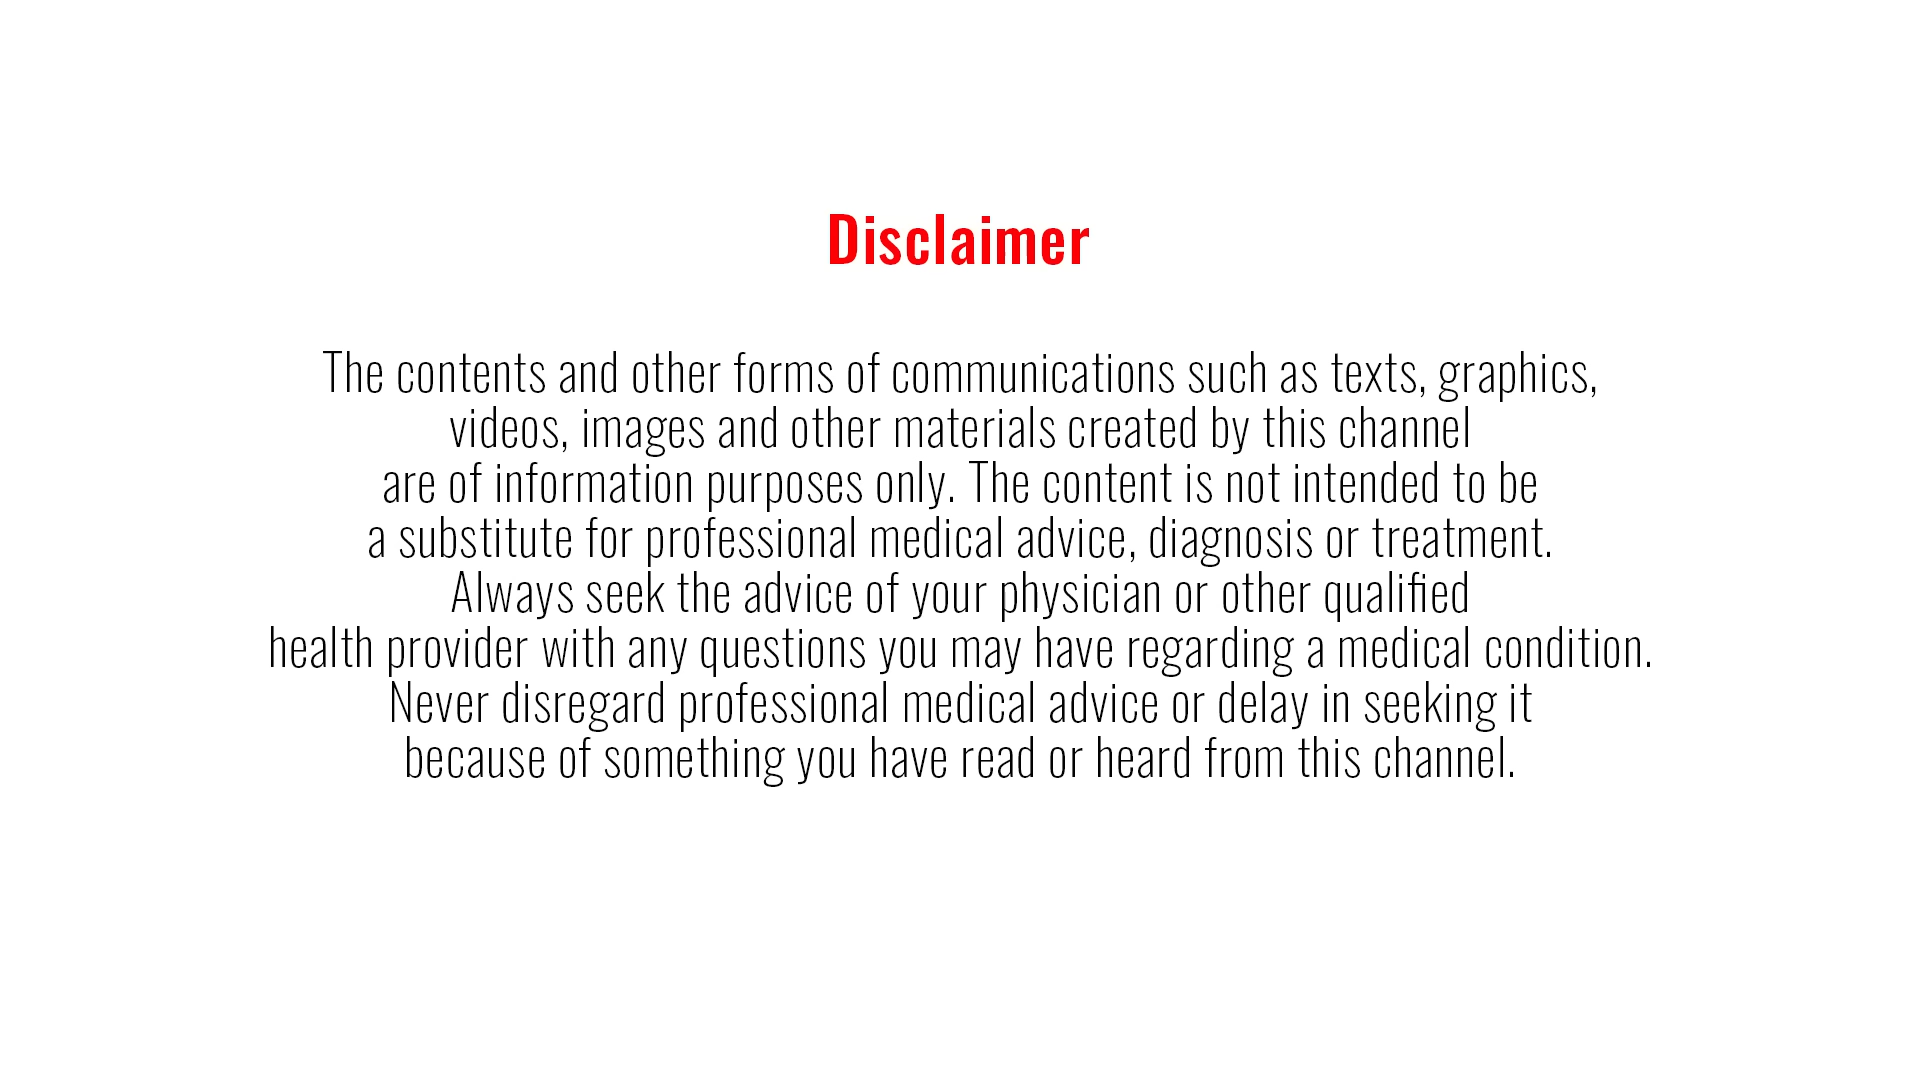 Disclaimer
The contents and other forms of communications such as texts, graphics,
videos, images and other materials created by this channel
are of information purposes only. The content is not intended to be
a substitute for professional medical advice, diagnosis or treatment.
Always seek the advice of your physician or other qualified
health provider with any questions you may have regarding a medical condition.
Never disregard professional medical advice or delay in seeking it
because of something you have read or heard from this channel.